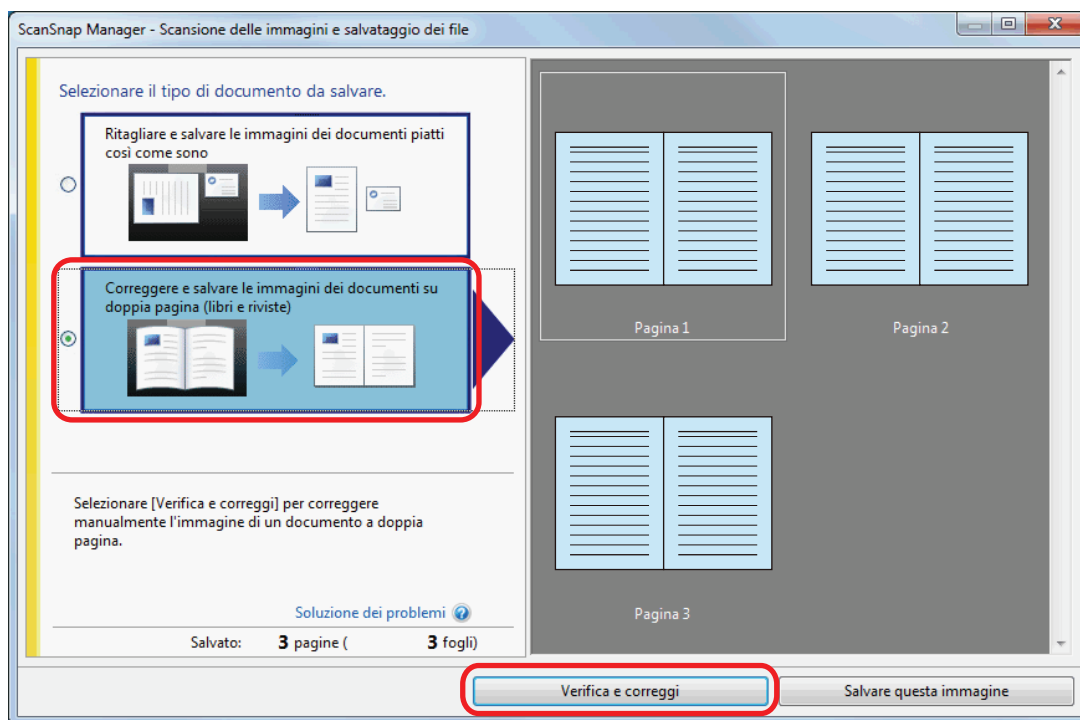 ScanSnap Manager - Scansione delle immagini e salvataggio dei file
Selezionare il tipo di documento da salvare.
Ritagliare e salvare le immagini dei documenti piatti
così come sono
Correggere e salvare le immagini dei documenti su
doppia pagina (libri e riviste)
Selezionare [Verifica e correggi] per correggere
manualmente l'immagine di un documento a doppia
pagina.
Soluzione dei problemi
Salvato: 3 pagine ( 3 fogli)
Pagina 1
Pagina 2
Pagina 3
Verifica e correggi
Salvare questa immagine